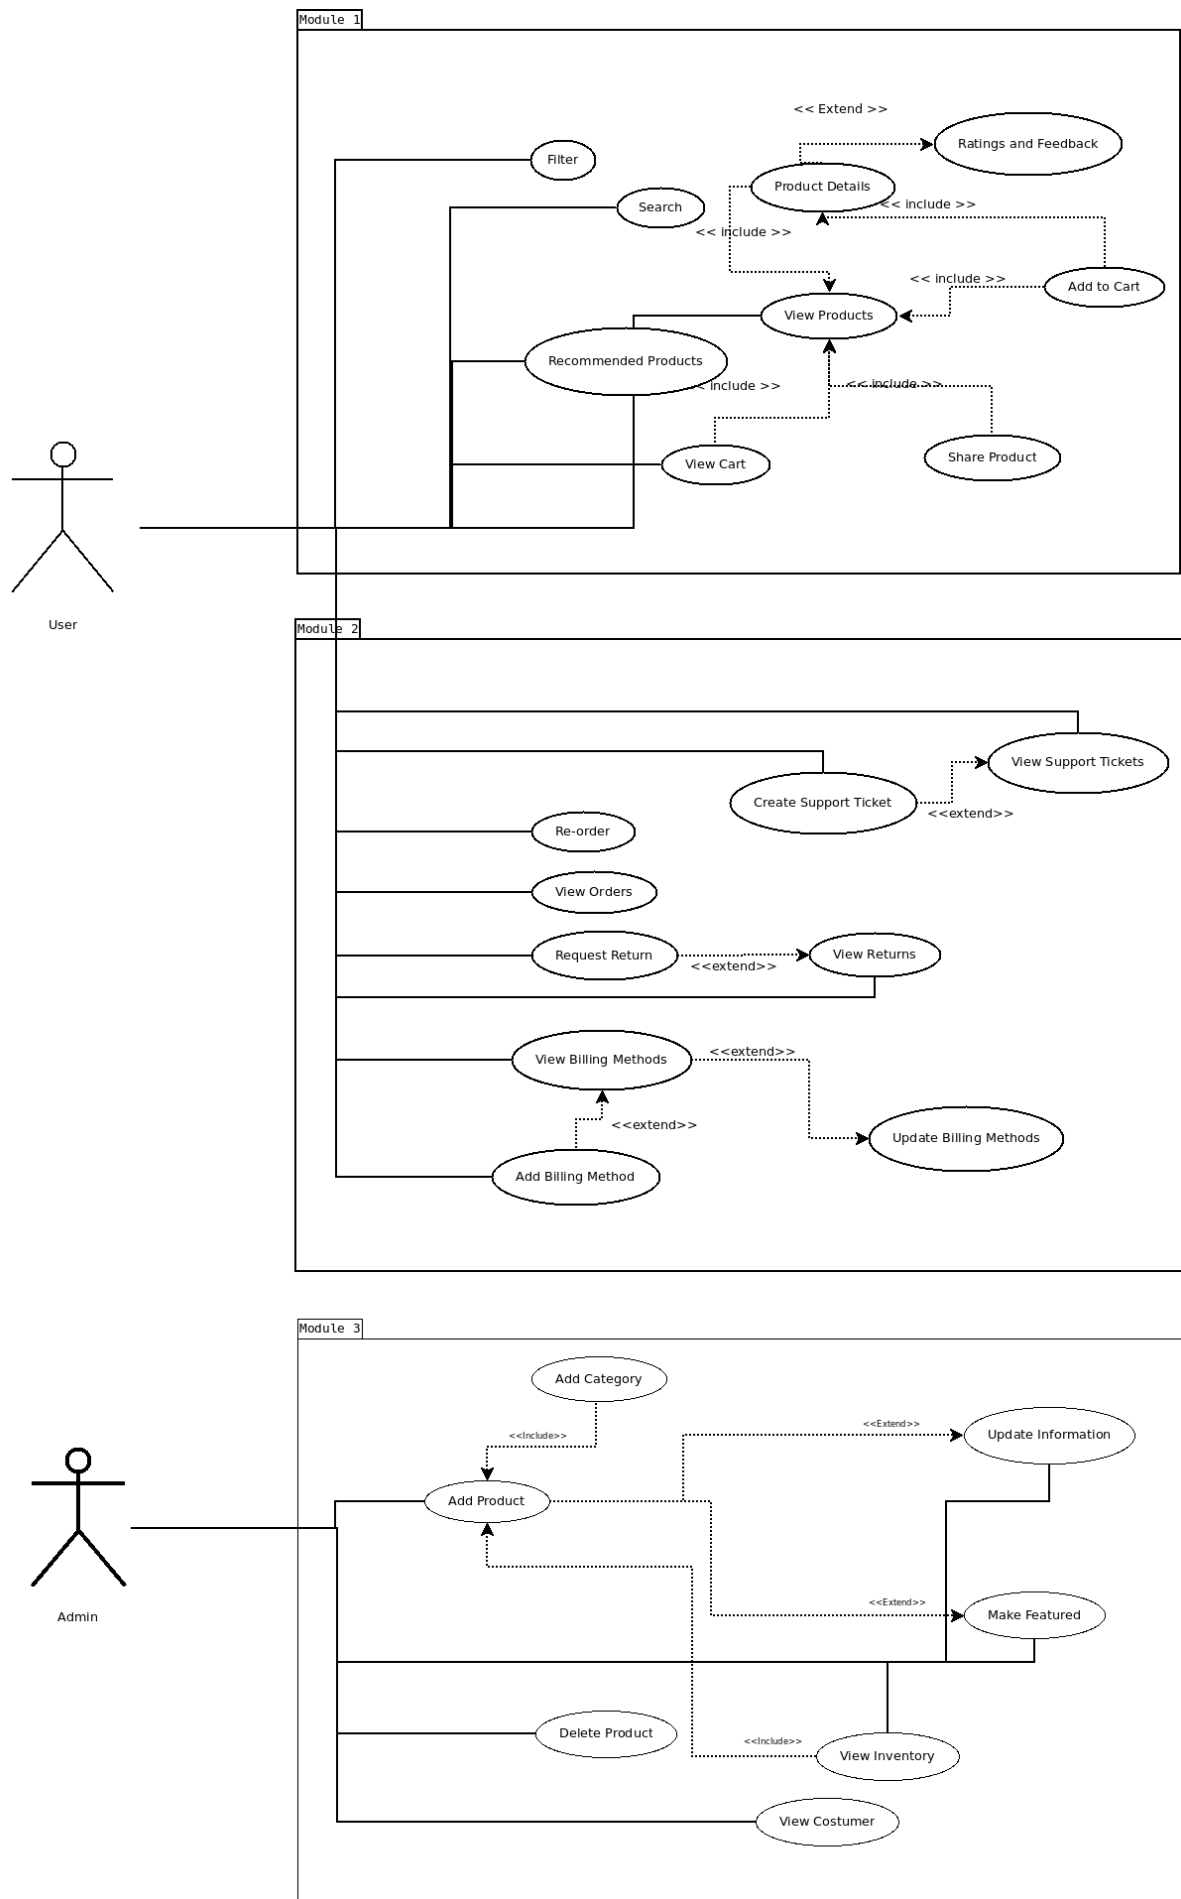 Module 1
<< Extend >>
Ratings and Feedback
Filter
Product Details
Search
<< include >>
<< include >>
<< include >>
Add to Cart
View Products
Recommended Products
< include >>
<< include >>
View Cart
Share Product
User
Module 2
View Support Tickets
Create Support Ticket
<<extend>>
Re-order
View Orders
Request Return
View Returns
<<extend>>
View Billing Methods
<<extend>>
<<extend>>
Update Billing Methods
Add Billing Method
Module 3
Add Category
<<Include>>
<<Extend>>
Update Information
Add Product
Admin
<<Extend>>
Make Featured
Delete Product
<<Include>>
View Inventory
View Costumer